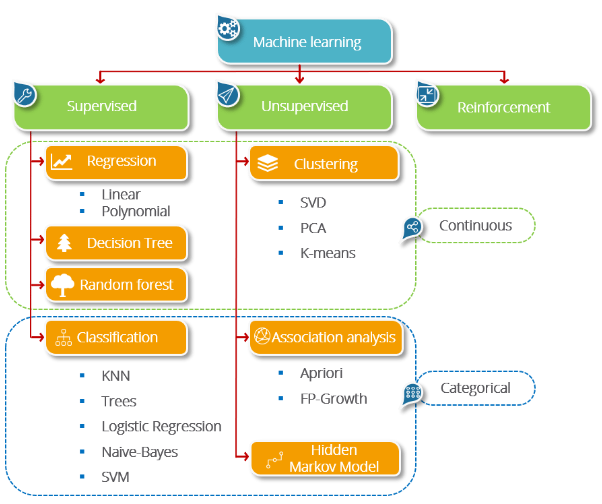 Machine learning
Supervised
Unsupervised
Reinforcement
Regression
Linear
Polynomial
Decision Tree
Random forest
Clustering
SVD
PCA
K-means
Continuous
Classification
KNN
Trees
Logistic Regression
Naive-Bayes
SVM
Association analysis
Apriori
FP-Growth
Hidden
Markov Model
Categorical